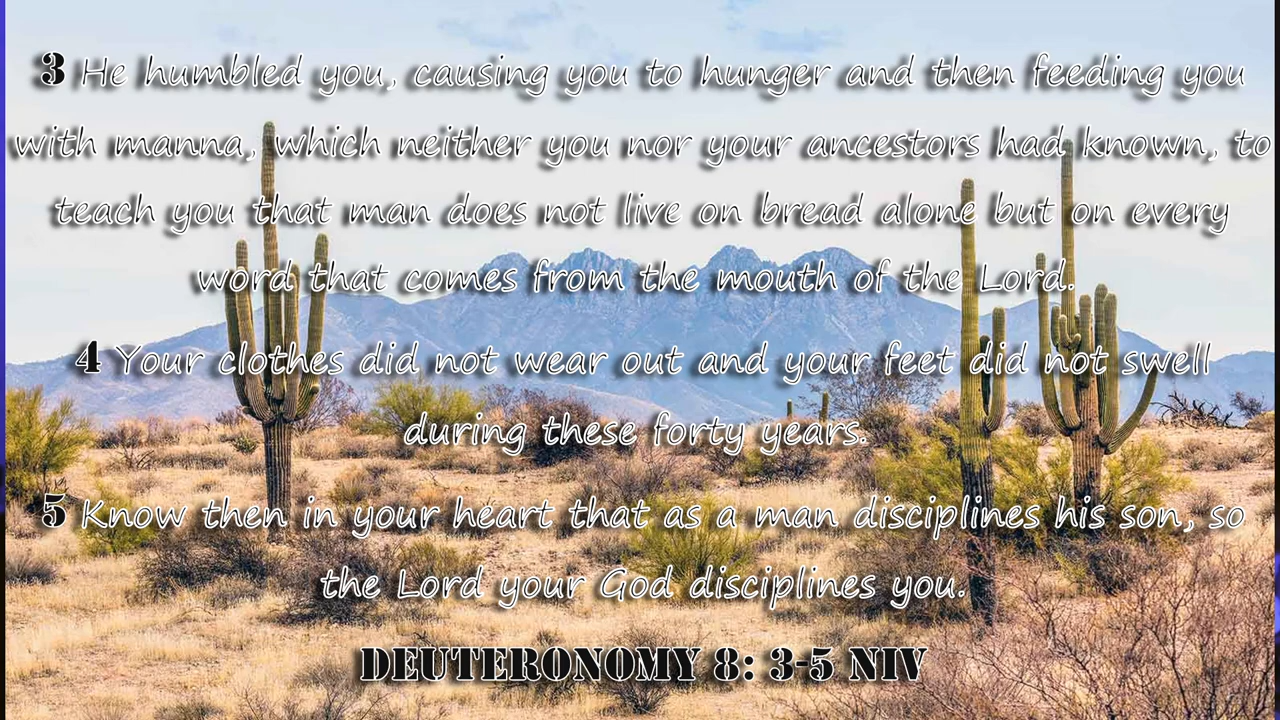 3 He humbled you, causing you to hunger and then feeding you
with manna, which neither you nor your ancestors had known, to
teach you that man does not live on bread alone but on every
word that comes from the mouth of the Lord.
4 Your clothes did not wear out and your feet did not swell
during these forty years.
5 Know then in your heart that as a man disciplines his son, so
the Lord your God disciplines you.
DEUTERONOMY 8: 3-5 NIV